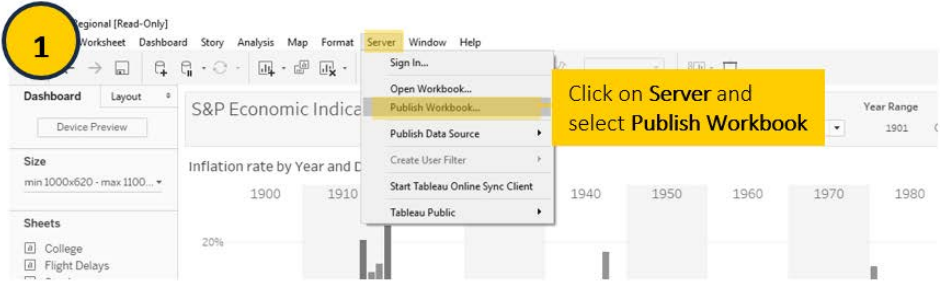 Regional [Read-Only]
1
Worksheet Dashboard Story Analysis Map Format Server Window Help
Sign In...
Open Workbook...
Publish Workbook...
Publish Data Source
Create User Filter
Start Tableau Online Sync Client
Tableau Public
Click on Server and
select Publish Workbook
Dashboard Layout
Device Preview
Size
min 1000x620 - max 1100...
Sheets
College
Flight Delays
S&P Economic Indica
Year Range
1901
Inflation rate by Year and D
1900 1910 1940 1950 1960 1970 1980
20%